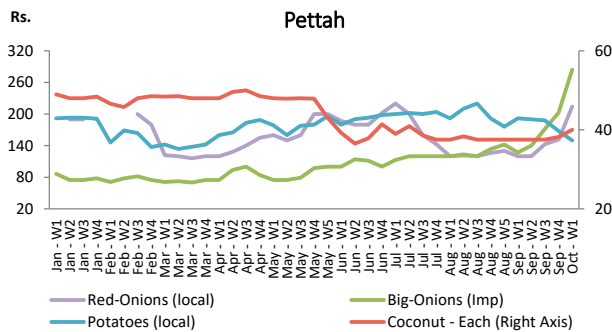 Pettah
Rs.
320
260
200
140
80
20
60
40
20
Jan - W1
Jan - W2
Jan - W3
Jan - W4
Feb - W1
Feb - W2
Feb - W3
Feb - W4
Mar - W1
Mar - W2
Mar - W3
Mar - W4
Apr - W1
Apr - W2
Apr - W3
Apr - W4
May - W1
May - W2
May - W3
May - W4
May - W5
Jun - W1
Jun - W2
Jun - W3
Jun - W4
Jul - W1
Jul - W2
Jul - W3
Jul - W4
Aug - W1
Aug - W2
Aug - W3
Aug - W4
Aug - W5
Sep - W1
Sep - W2
Sep - W3
Sep - W4
Oct - W1
Red-Onions (local)
Big-Onions (Imp)
Potatoes (local)
Coconut - Each (Right Axis)